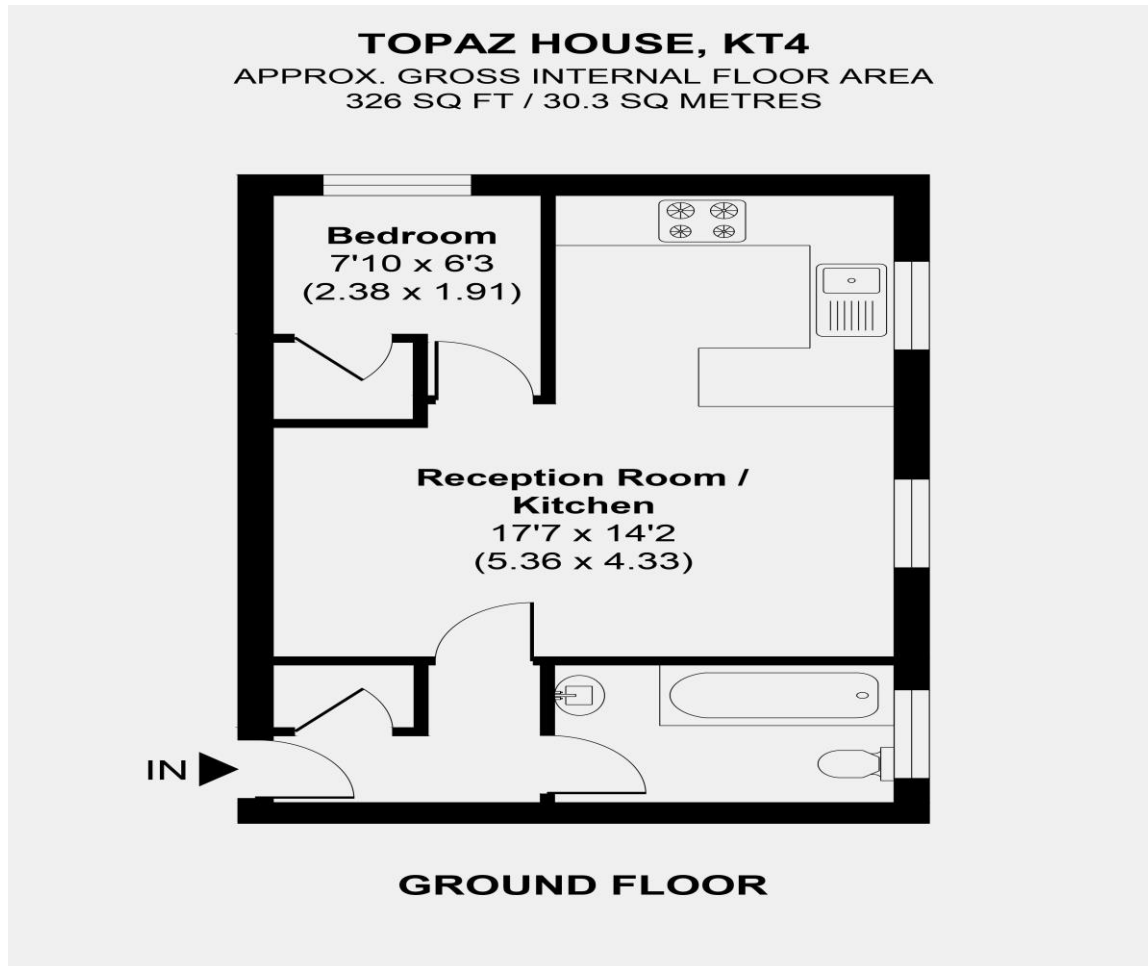 TOPAZ HOUSE, KT4
APPROX. GROSS INTERNAL FLOOR AREA
326 SQ FT / 30.3 SQ METRES
Bedroom
7'10 x 6'3
(2.38 x 1.91)
Reception Room /
Kitchen
17'7 x 14'2
(5.36 x 4.33)
IN
GROUND FLOOR